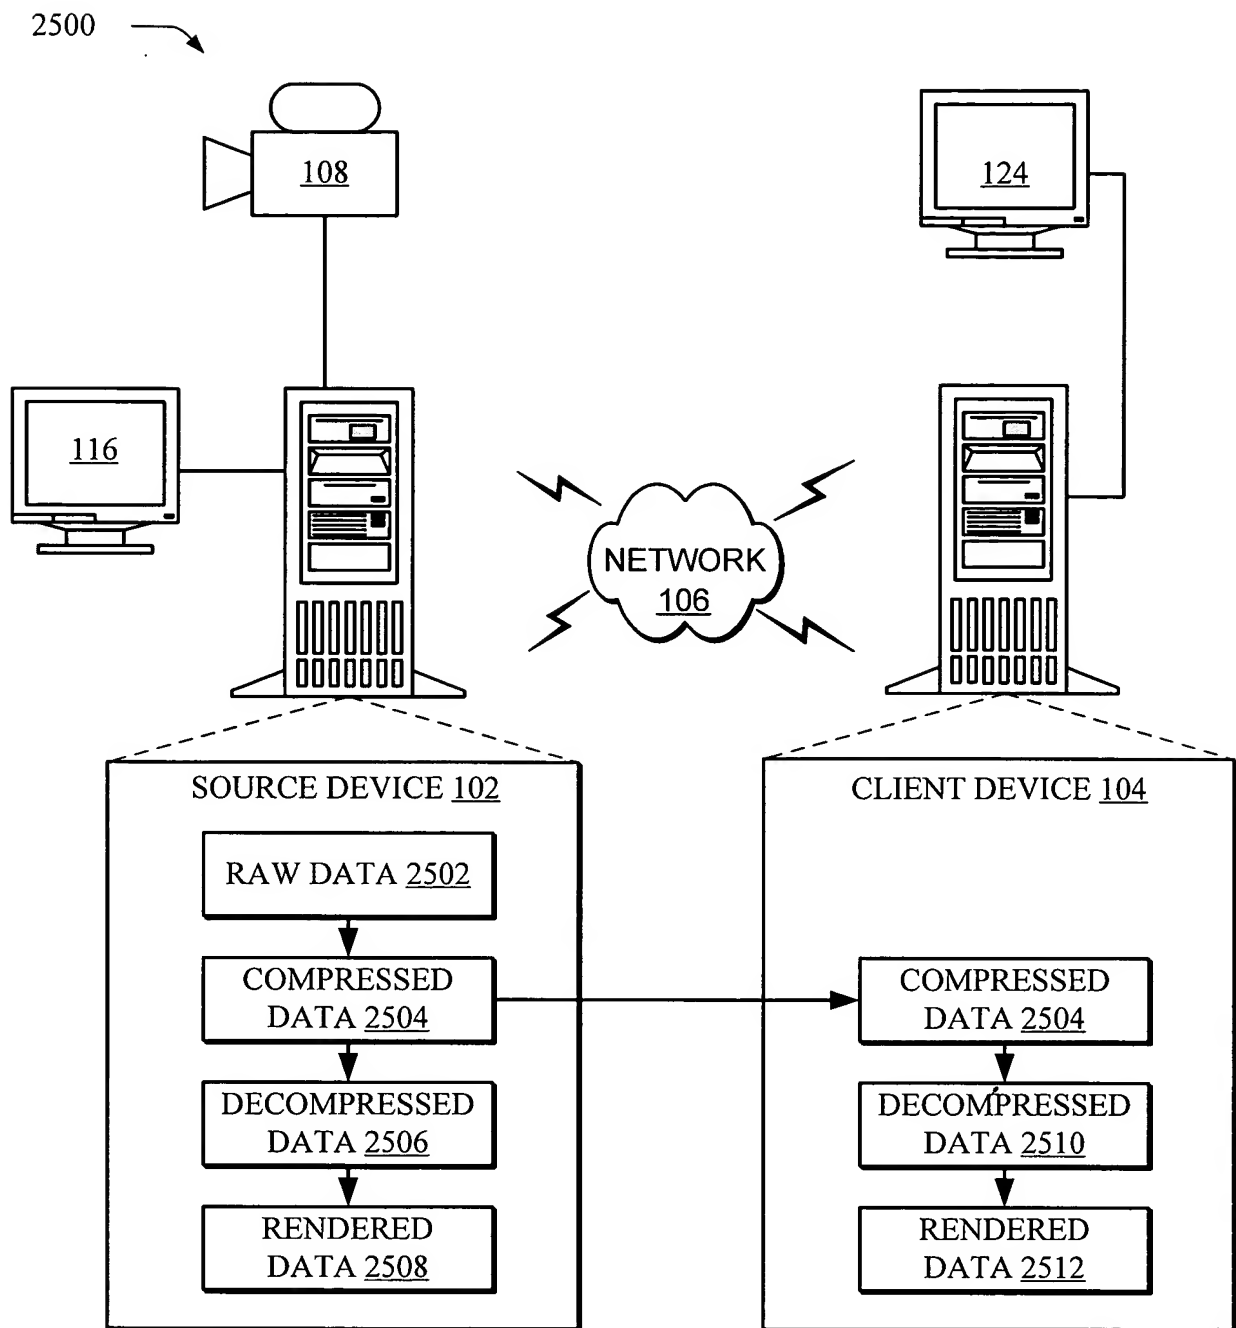 2500
108
124
116
NETWORK
106
SOURCE DEVICE 102
CLIENT DEVICE 104
RAW DATA 2502
COMPRESSED
DATA 2504
COMPRESSED
DATA 2504
DECOMPRESSED
DATA 2506
DECOMPRESSED
DATA 2510
RENDERED
DATA 2508
RENDERED
DATA 2512